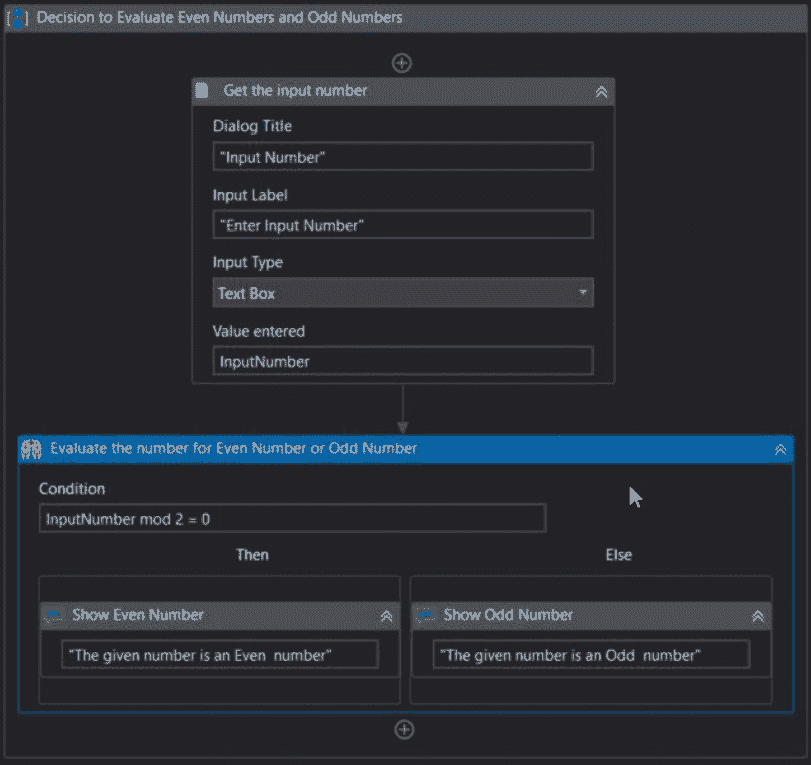 Decision to Evaluate Even Numbers and Odd Numbers
Get the input number
Dialog Title
"Input Number"
Input Label
"Enter Input Number"
Input Type
Text Box
Value entered
InputNumber
Evaluate the number for Even Number or Odd Number
Condition
InputNumber mod 2 = 0
Then
Else
Show Even Number
Show Odd Number
"The given number is an Even  number"
"The given number is an Odd  number"